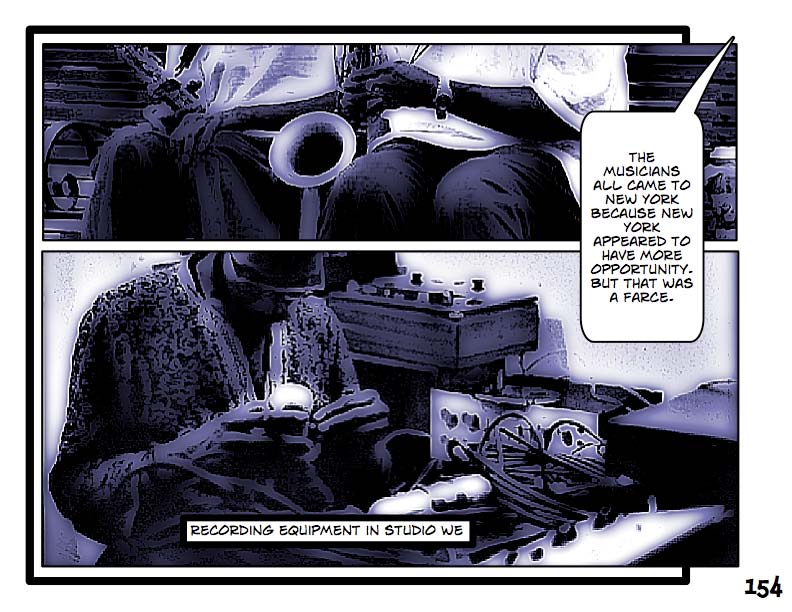 THE
MUSICIANS
ALL CAME TO
NEW YORK
BECAUSE NEW
YORK
APPEARED TO
HAVE MORE
OPPORTUNITY.
BUT THAT WAS
A FARCE.
RECORDING EQUIPMENT IN STUDIO WE
154